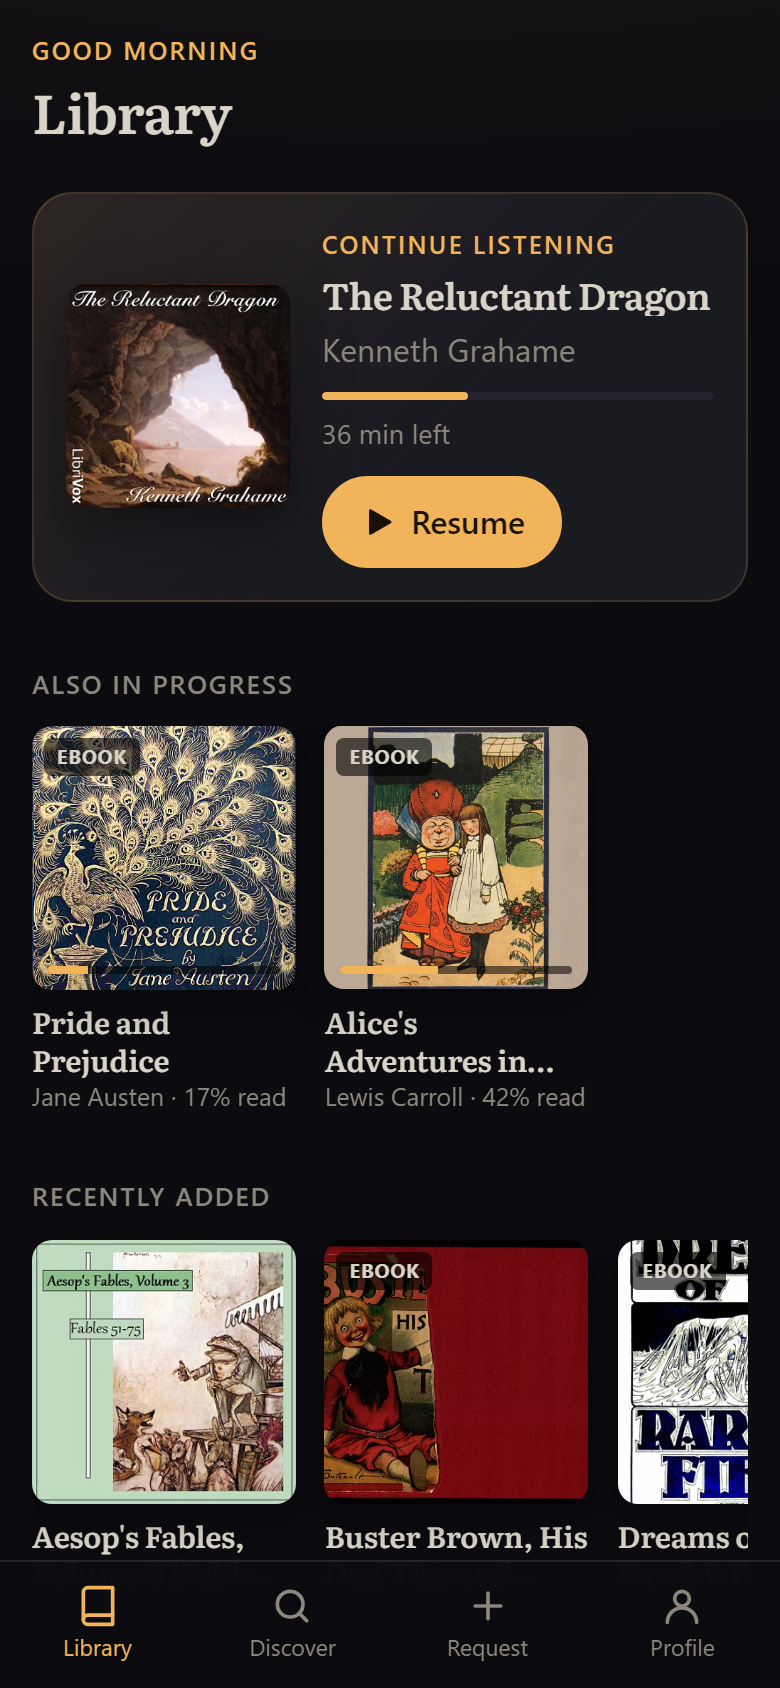 GOOD MORNING
Library
The Reluctant Dragon
LibriVox
Kenneth Grahame
CONTINUE LISTENING
The Reluctant Dragon
Kenneth Grahame
36 min left
Resume
ALSO IN PROGRESS
EBOOK
PRIDE
and
PREJUDICE
by
Jane Austen
Pride and
Prejudice
Jane Austen · 17% read
EBOOK
Alice's
Adventures in...
Lewis Carroll · 42% read
RECENTLY ADDED
Aesop's Fables, Volume 3
Fables 51-75
Aesop's Fables,
EBOOK
HIS
Buster Brown, His
EBOOK
OF
RAR
Dreams o
Library
Discover
Request
Profile